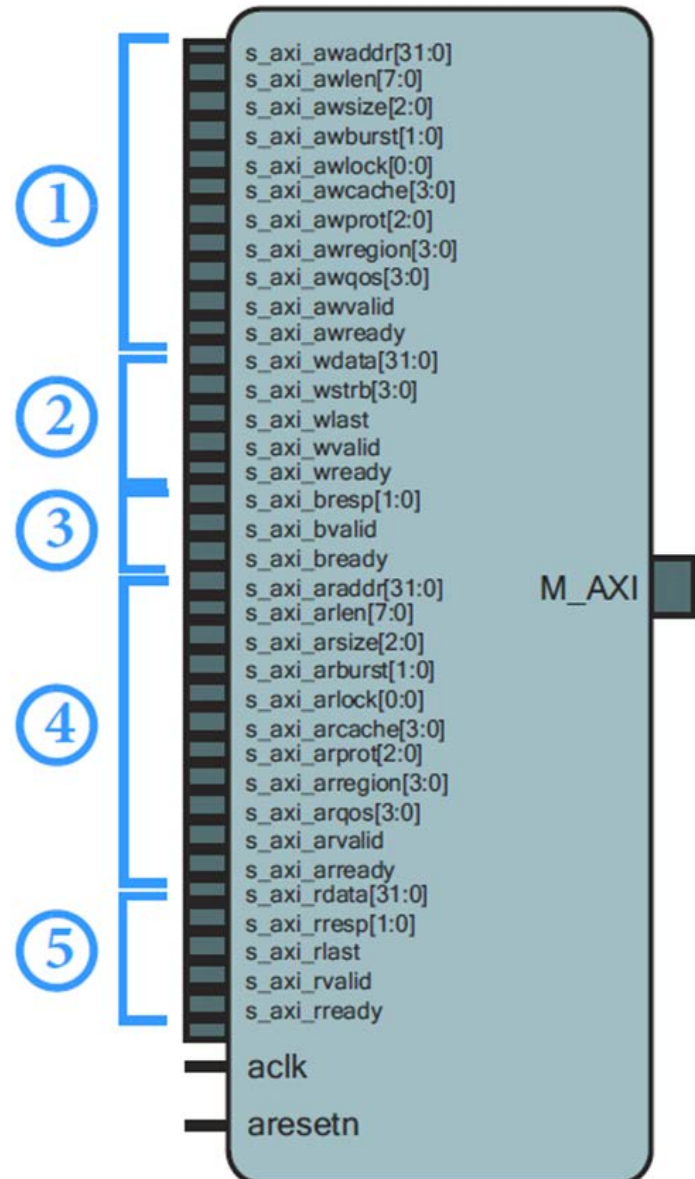 1
s_axi_awaddr[31:0]
s_axi_awlen[7:0]
s_axi_awsize[2:0]
s_axi_awburst[1:0]
s_axi_awlock[0:0]
s_axi_awcache[3:0]
s_axi_awprot[2:0]
s_axi_awregion[3:0]
s_axi_awqos[3:0]
s_axi_awvalid
s_axi_awready
2
s_axi_wdata[31:0]
s_axi_wstrb[3:0]
s_axi_wlast
s_axi_wvalid
s_axi_wready
3
s_axi_bresp[1:0]
s_axi_bvalid
s_axi_bready
4
s_axi_araddr[31:0]
s_axi_arlen[7:0]
s_axi_arsize[2:0]
s_axi_arburst[1:0]
s_axi_arlock[0:0]
s_axi_arcache[3:0]
s_axi_arprot[2:0]
s_axi_arregion[3:0]
s_axi_arqos[3:0]
s_axi_arvalid
s_axi_arready
5
s_axi_rdata[31:0]
s_axi_rresp[1:0]
s_axi_rlast
s_axi_rvalid
s_axi_rready
aclk
aresetn
M_AXI